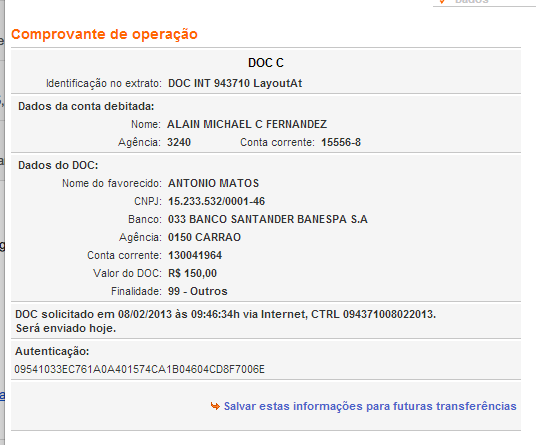 Dados
Comprovante de operação
DOC C
Identificação no extrato: DOC INT 943710 LayoutAt
Dados da conta debitada:
Nome: ALAIN MICHAEL C FERNANDEZ
Agência: 3240 Conta corrente: 15556-8
Dados do DOC:
Nome do favorecido: ANTONIO MATOS
CNPJ: 15.233.532/0001-46
Banco: 033 BANCO SANTANDER BANESPA S.A
Agência: 0150 CARRAO
Conta corrente: 130041964
Valor do DOC: R$ 150,00
Finalidade: 99 - Outros
DOC solicitado em 08/02/2013 às 09:46:34h via Internet, CTRL 094371008022013.
Será enviado hoje.
Autenticação:
09541033EC761A0A401574CA1B04604CD8F7006E
Salvar estas informações para futuras transferências